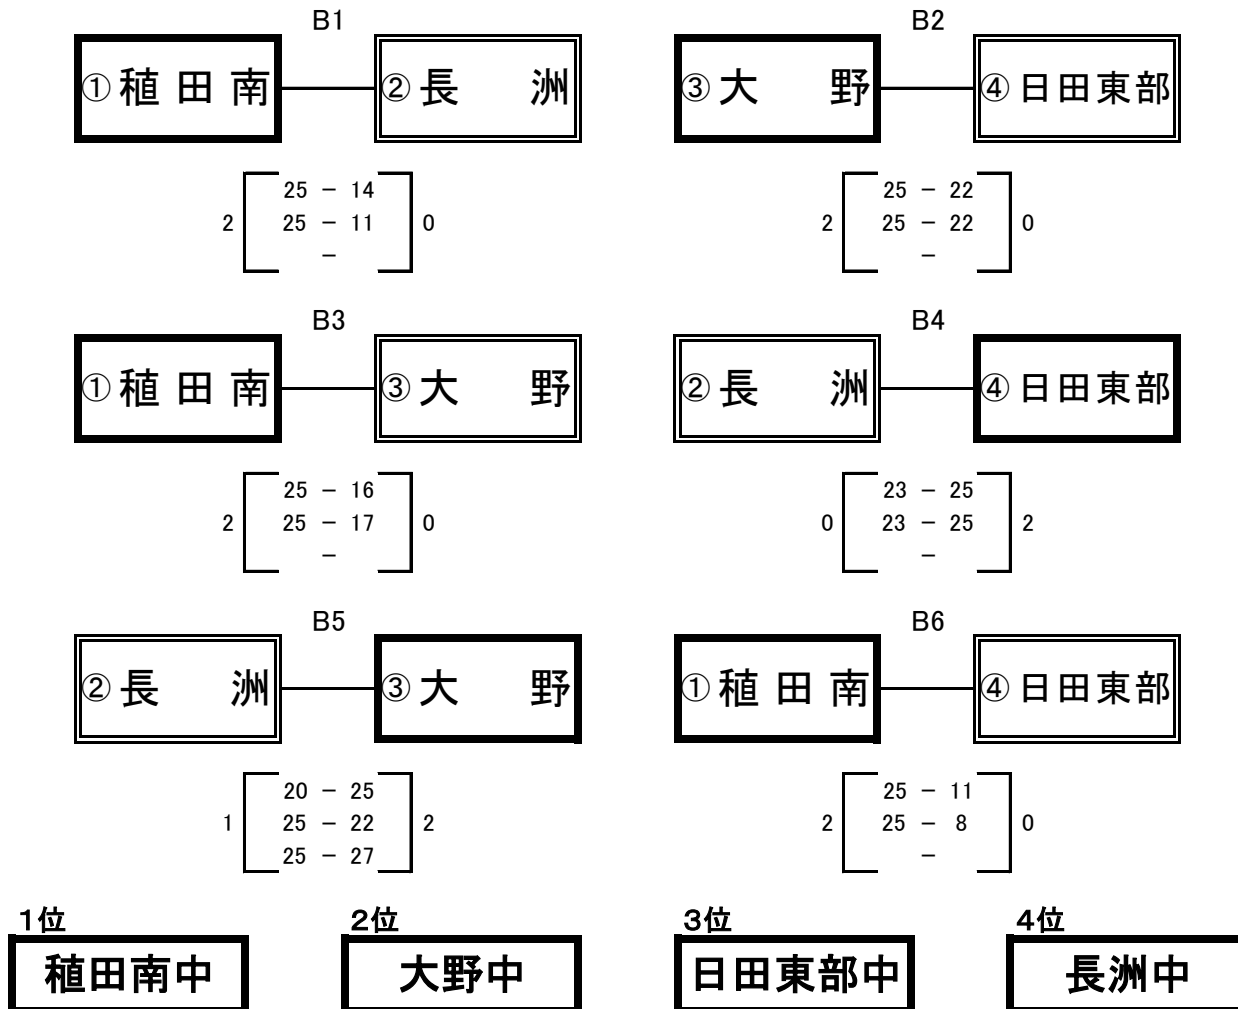 B1 B2
①稙田南 ②長 洲 ③大 野 ④日田東部
25 - 14 25 - 22
2 25 - 11 0 2 25 - 22 0
- -
B3 B4
①稙田南 ③大 野 ②長 洲 ④日田東部
25 - 16 23 - 25
2 25 - 17 0 0 23 - 25 2
- -
B5 B6
②長 洲 ③大 野 ①稙田南 ④日田東部
20 - 25 25 - 11
1 25 - 22 2 2 25 - 8 0
25 - 27 -
1位 2位 3位 4位
稙田南中 大野中 日田東部中 長洲中